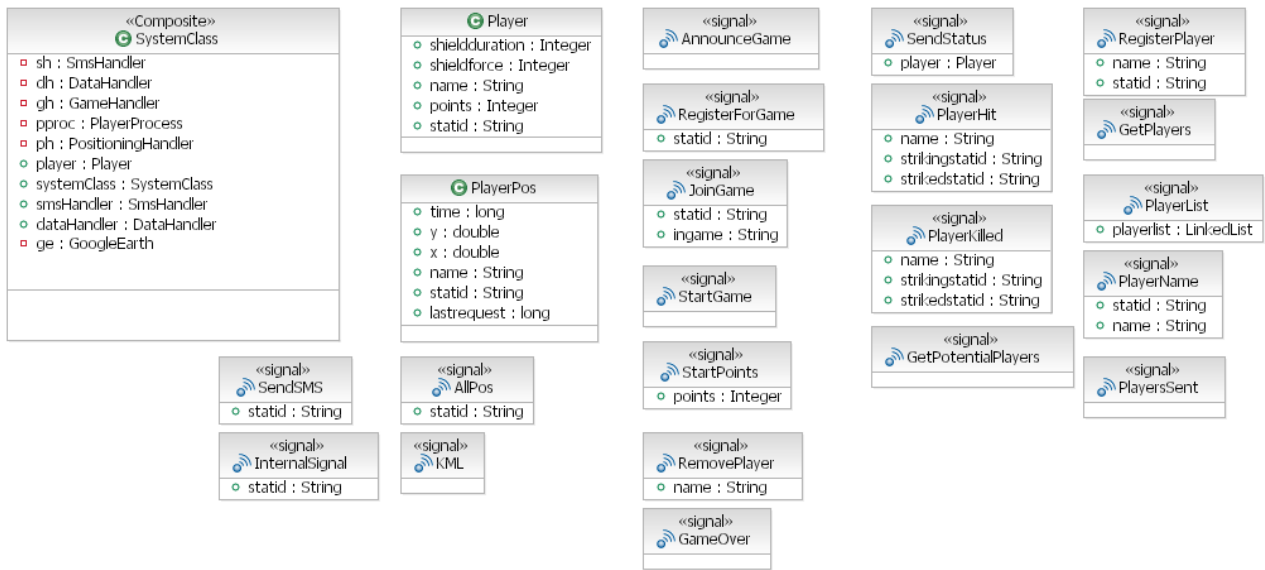 «Composite»
SystemClass
sh : SmsHandler
dh : DataHandler
gh : GameHandler
pproc : PlayerProcess
ph : PositioningHandler
player : Player
systemClass : SystemClass
smsHandler : SmsHandler
dataHandler : DataHandler
ge : GoogleEarth
«signal»
SendSMS
statid : String
«signal»
InternalSignal
statid : String
Player
shieldduration : Integer
shieldforce : Integer
name : String
points : Integer
statid : String
PlayerPos
time : long
y : double
x : double
name : String
statid : String
lastrequest : long
«signal»
AllPos
statid : String
«signal»
KML
«signal»
AnnounceGame
«signal»
RegisterForGame
statid : String
«signal»
JoinGame
statid : String
ingame : String
«signal»
StartGame
«signal»
StartPoints
points : Integer
«signal»
RemovePlayer
name : String
«signal»
GameOver
«signal»
SendStatus
player : Player
«signal»
PlayerHit
name : String
strikingstatid : String
strikedstatid : String
«signal»
PlayerKilled
name : String
strikingstatid : String
strikedstatid : String
«signal»
GetPotentialPlayers
«signal»
RegisterPlayer
name : String
statid : String
«signal»
GetPlayers
«signal»
PlayerList
playerlist : LinkedList
«signal»
PlayerName
statid : String
name : String
«signal»
PlayersSent